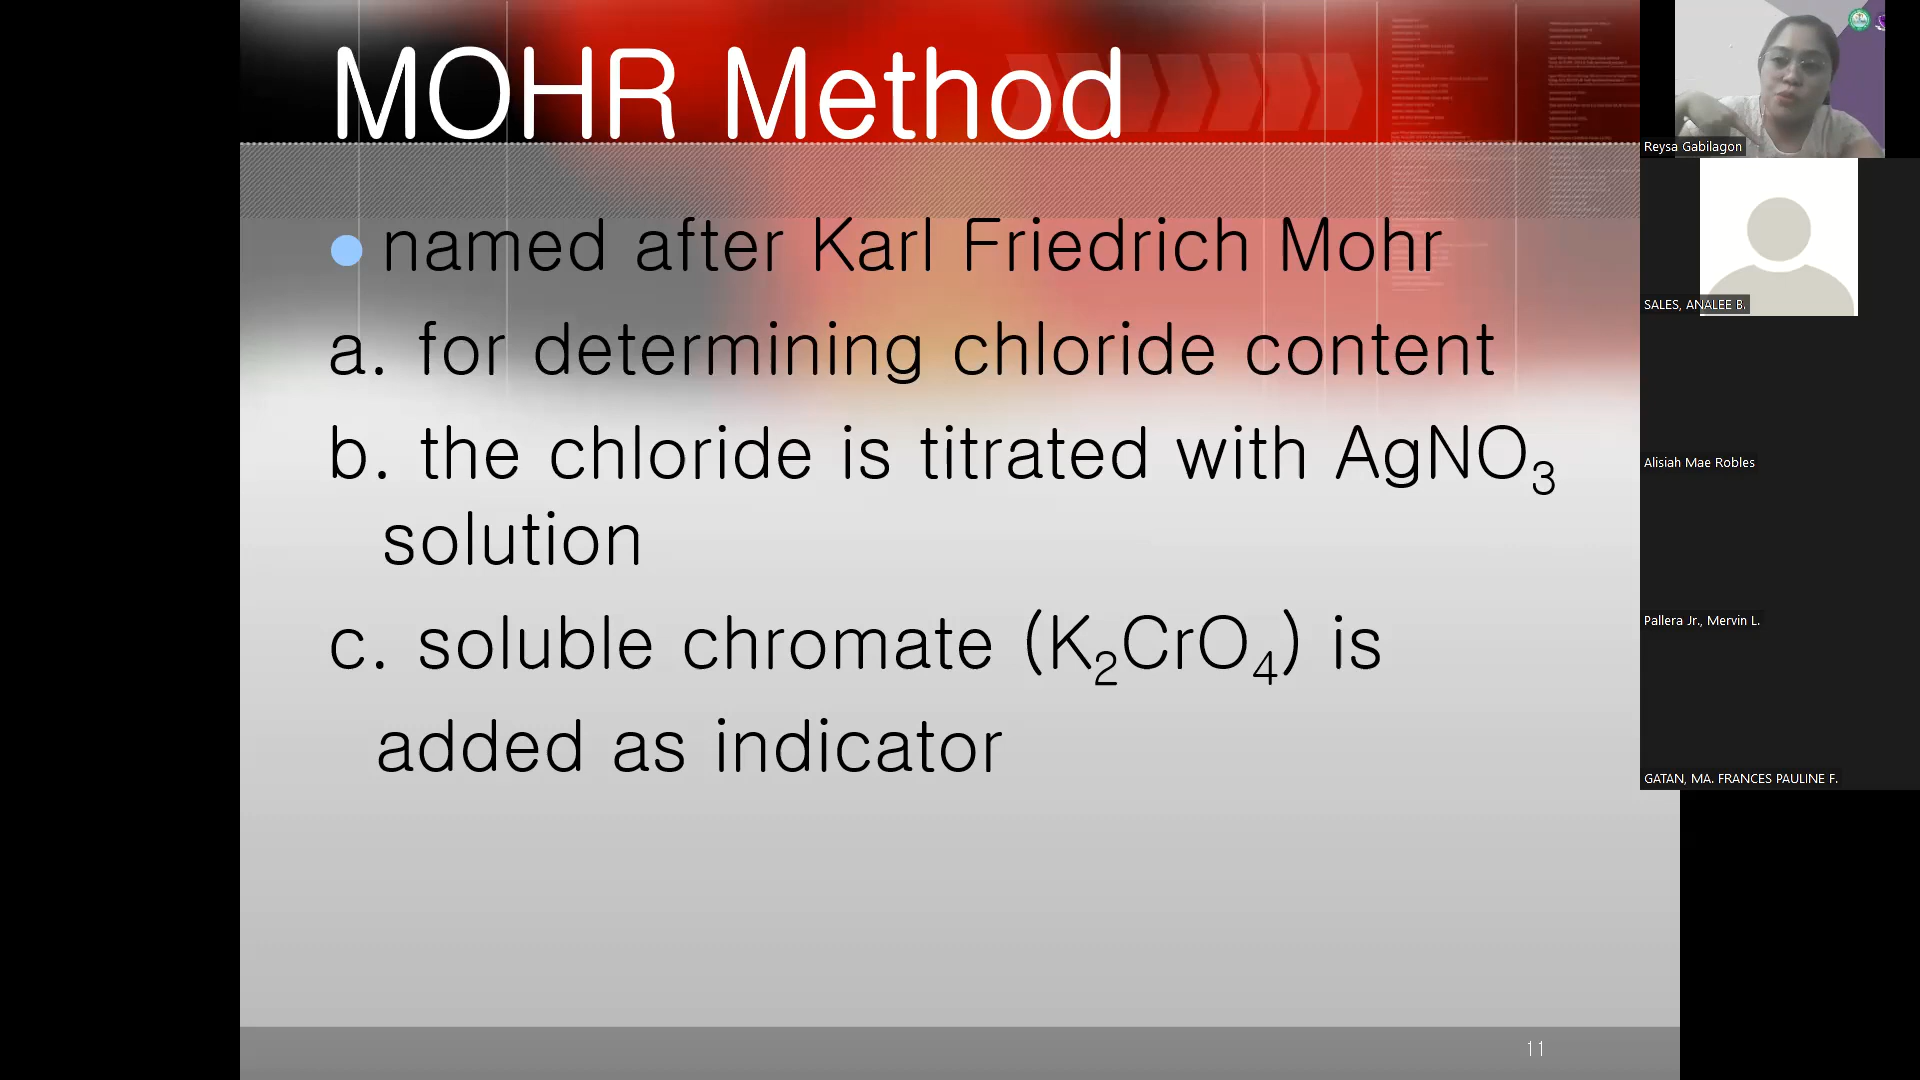 MOHR Method
named after Karl Friedrich Mohr
a. for determining chloride content
b. the chloride is titrated with AgNO₃
solution
c. soluble chromate (K₂CrO₄) is
added as indicator
11
Reysa Gabilagon
SALES, ANALEE B.
Alisiah Mae Robles
Pallera Jr., Mervin L.
GATAN, MA. FRANCES PAULINE F.